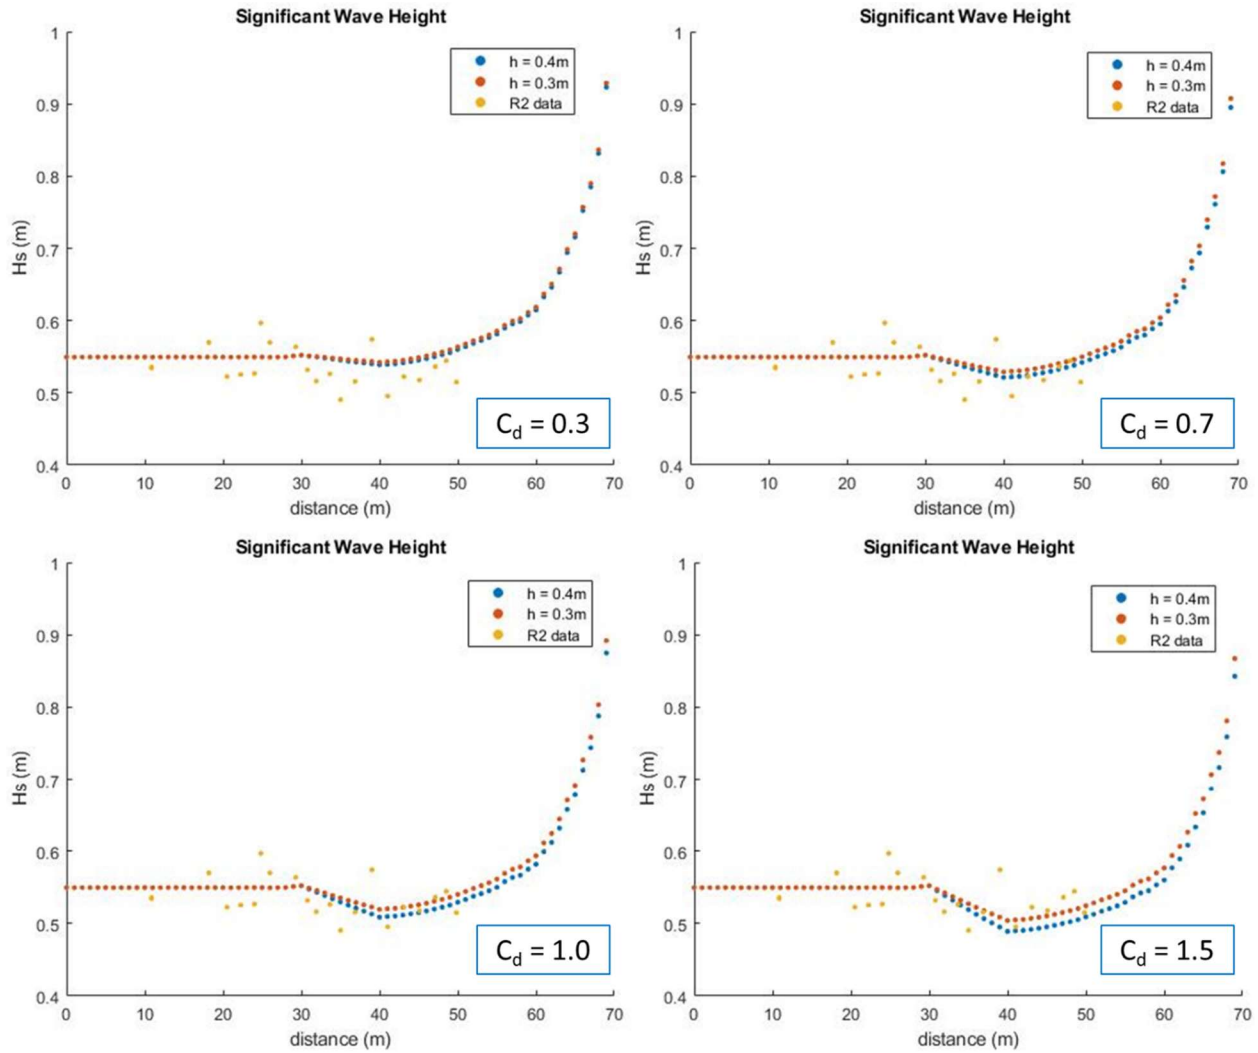 Significant Wave Height
1
0.9
0.8
0.7
0.6
0.5
0.4
Hs (m)
h = 0.4m
h = 0.3m
R2 data
C_d = 0.3
0 10 20 30 40 50 60 70
distance (m)
Significant Wave Height
1
0.9
0.8
0.7
0.6
0.5
0.4
Hs (m)
h = 0.4m
h = 0.3m
R2 data
C_d = 0.7
0 10 20 30 40 50 60 70
distance (m)
Significant Wave Height
1
0.9
0.8
0.7
0.6
0.5
0.4
Hs (m)
h = 0.4m
h = 0.3m
R2 data
C_d = 1.0
0 10 20 30 40 50 60 70
distance (m)
Significant Wave Height
1
0.9
0.8
0.7
0.6
0.5
0.4
Hs (m)
h = 0.4m
h = 0.3m
R2 data
C_d = 1.5
0 10 20 30 40 50 60 70
distance (m)